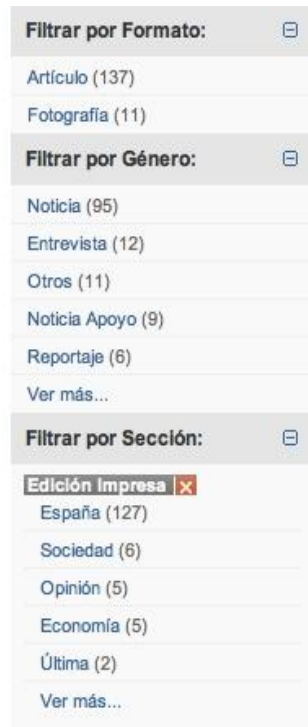 Filtrar por Formato:
Artículo (137)
Fotografía (11)
Filtrar por Género:
Noticia (95)
Entrevista (12)
Otros (11)
Noticia Apoyo (9)
Reportaje (6)
Ver más...
Filtrar por Sección:
Edición Impresa
España (127)
Sociedad (6)
Opinión (5)
Economía (5)
Última (2)
Ver más...